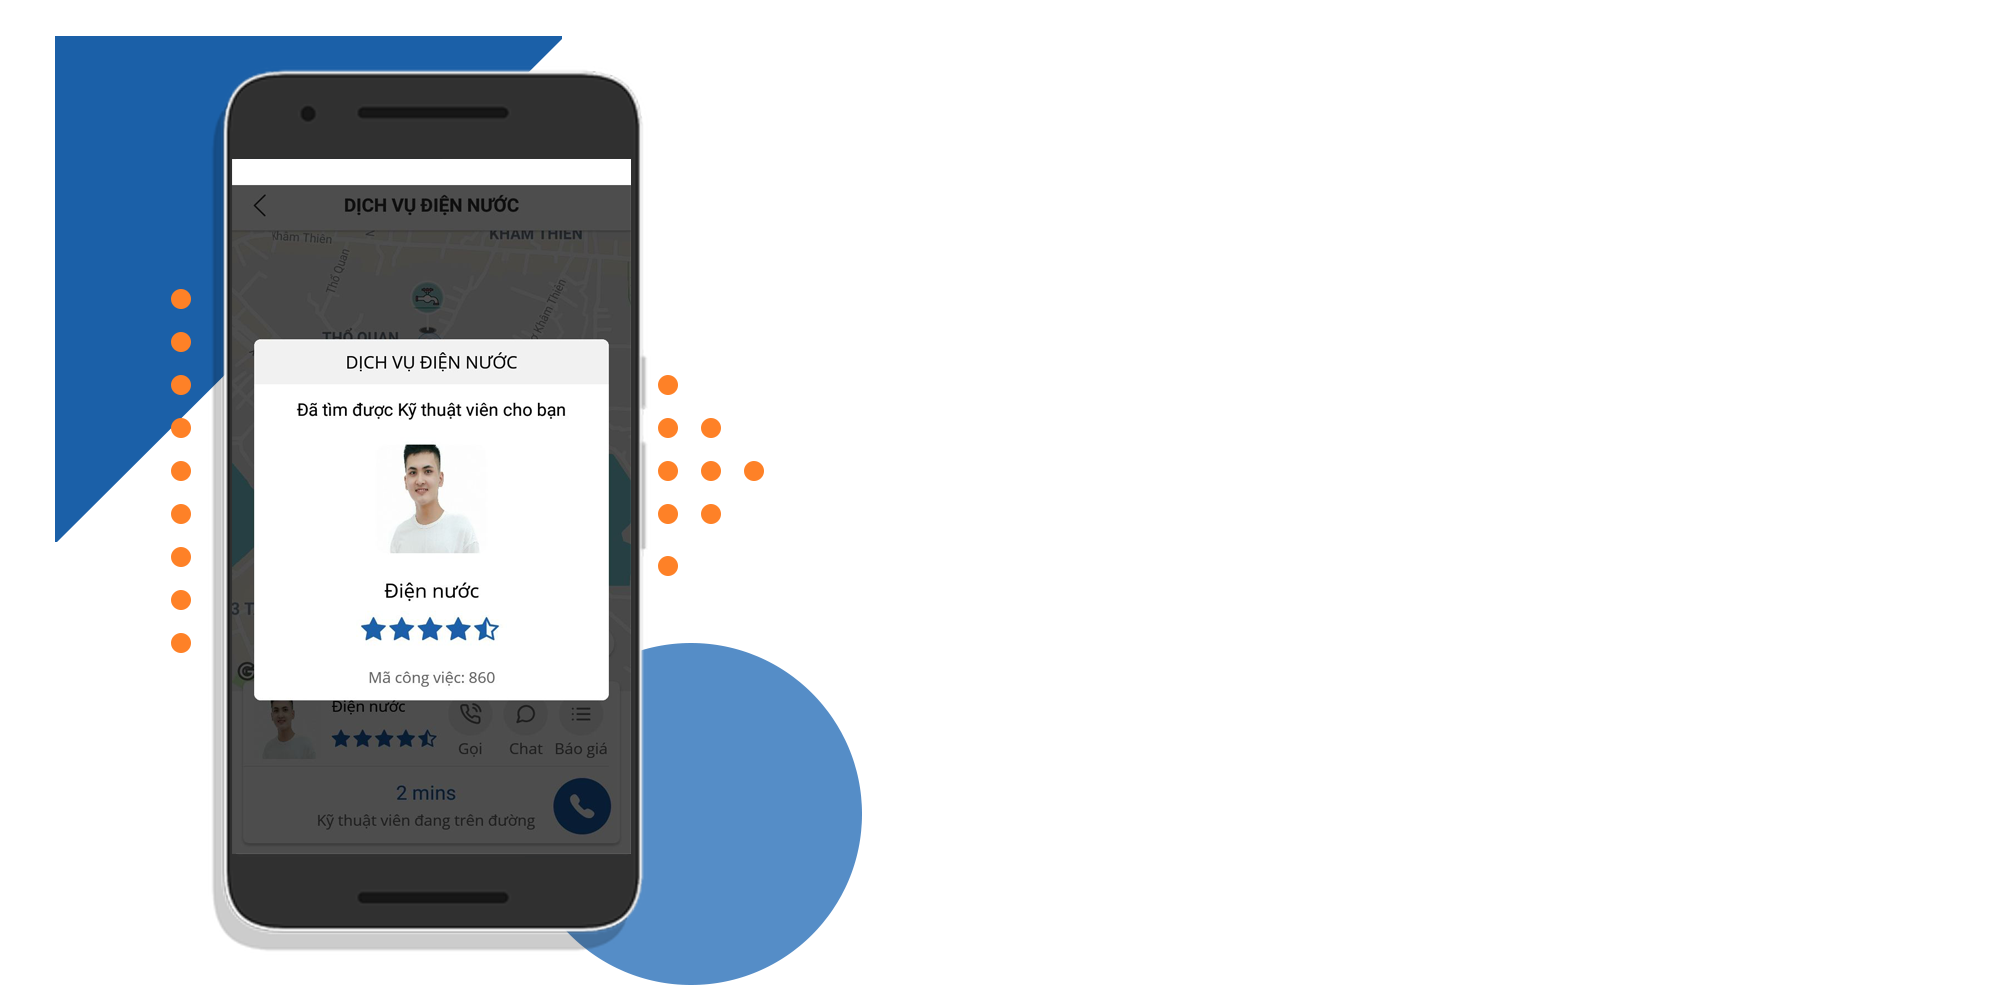 DỊCH VỤ ĐIỆN NƯỚC
Khâm Thiên
KHÂM THIÊN
Thổ Quan
Khâm Thiên
THỔ QUAN
DỊCH VỤ ĐIỆN NƯỚC
Đã tìm được Kỹ thuật viên cho bạn
Điện nước
Mã công việc: 860
Điện nước
Gọi
Chat
Báo giá
2 mins
Kỹ thuật viên đang trên đường